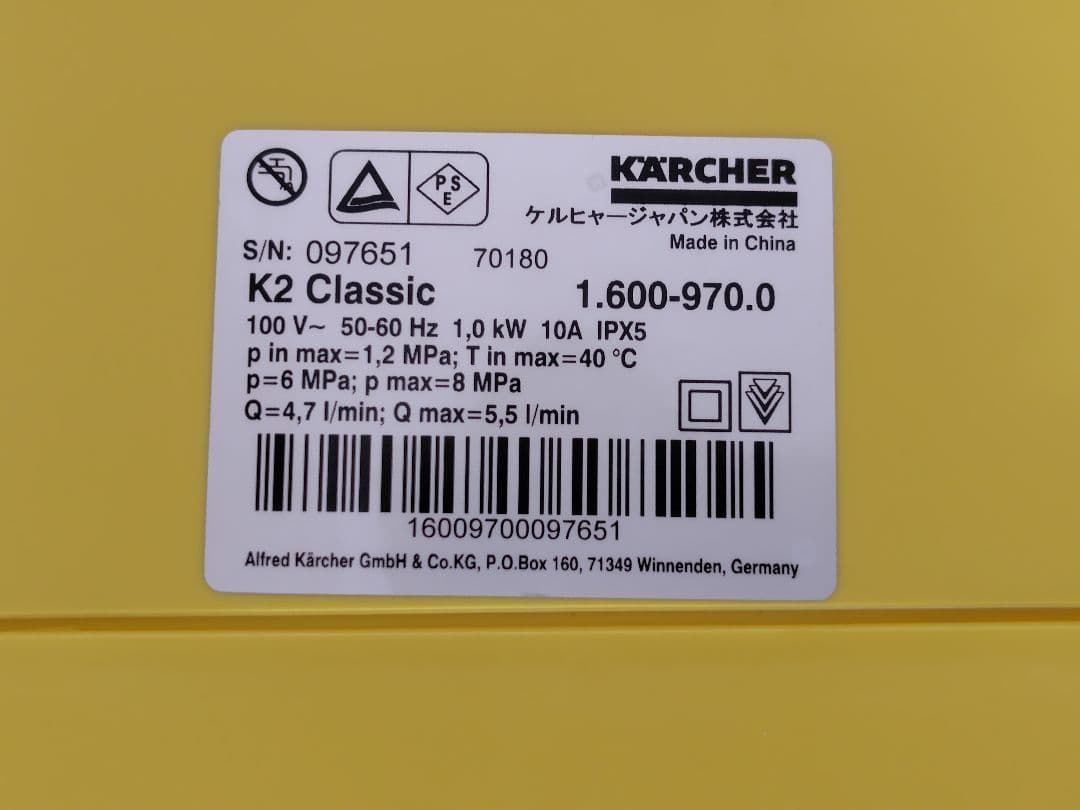 PSE
KÄRCHER
ケルヒャージャパン株式会社
Made in China
S/N: 097651 70180
K2 Classic 1.600-970.0
100 V~ 50-60 Hz 1,0 kW 10A IPX5
p in max=1,2 MPa; T in max=40 °C
p=6 MPa; p max=8 MPa
Q=4,7 l/min; Q max=5,5 l/min
16009700097651
Alfred Kärcher GmbH & Co.KG, P.O.Box 160, 71349 Winnenden, Germany